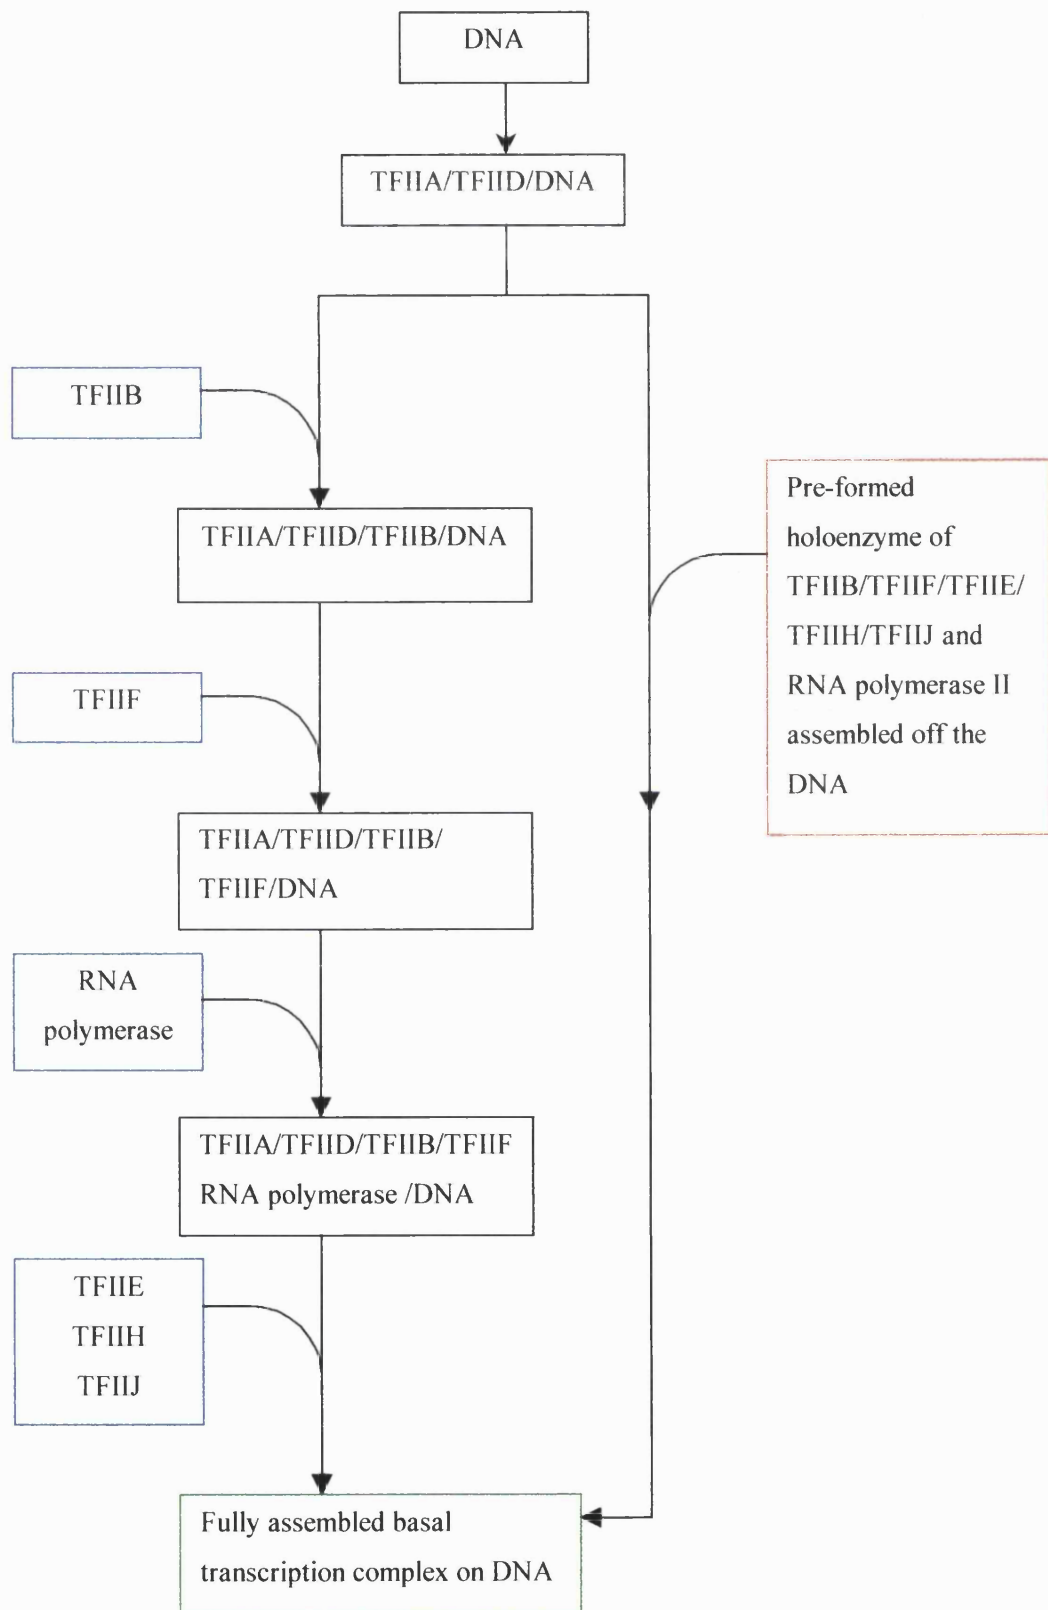 DNA
TFIIA/TFIID/DNA
TFIIB
TFIIA/TFIID/TFIIB/DNA
Pre-formed
holoenzyme of
TFIIB/TFIIF/TFIIE/
TFIIH/TFIIJ and
RNA polymerase II
assembled off the
DNA
TFIIF
TFIIA/TFIID/TFIIB/
TFIIF/DNA
RNA
polymerase
TFIIA/TFIID/TFIIB/TFIIF
RNA polymerase /DNA
TFIIE
TFIIH
TFIIJ
Fully assembled basal
transcription complex on DNA